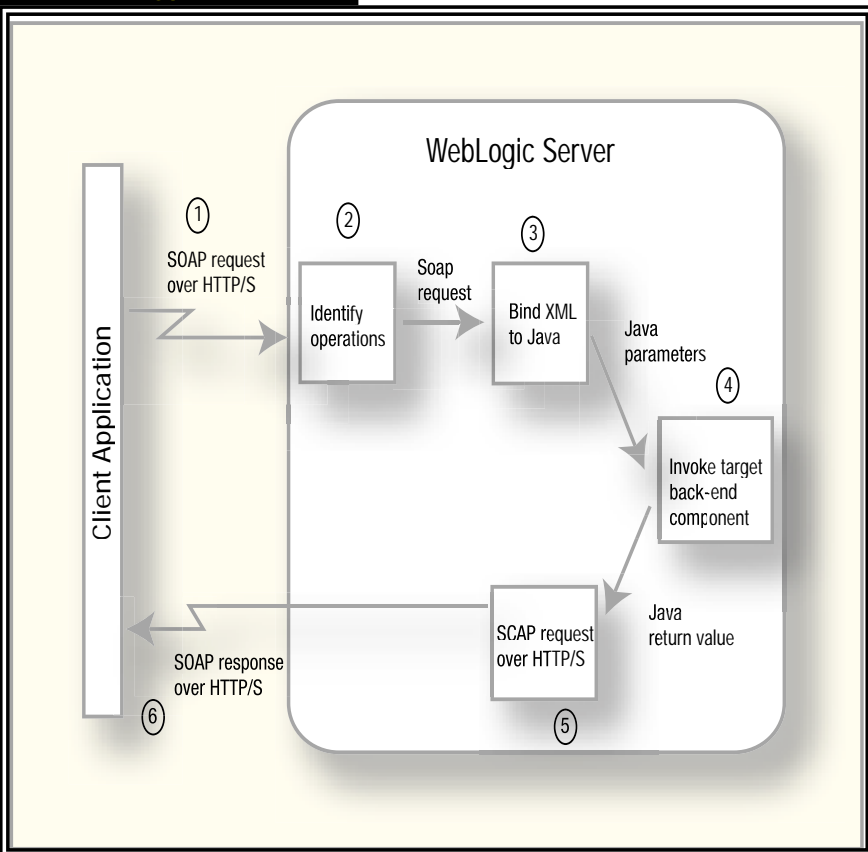 WebLogic Server
1
2
3
SOAP request
over HTTP/S
Identify
operations
Soap
request
Bind XML
to Java
Java
parameters
4
Invoke target
back-end
component
Client Application
Java
return value
SCAP request
over HTTP/S
5
SOAP response
over HTTP/S
6